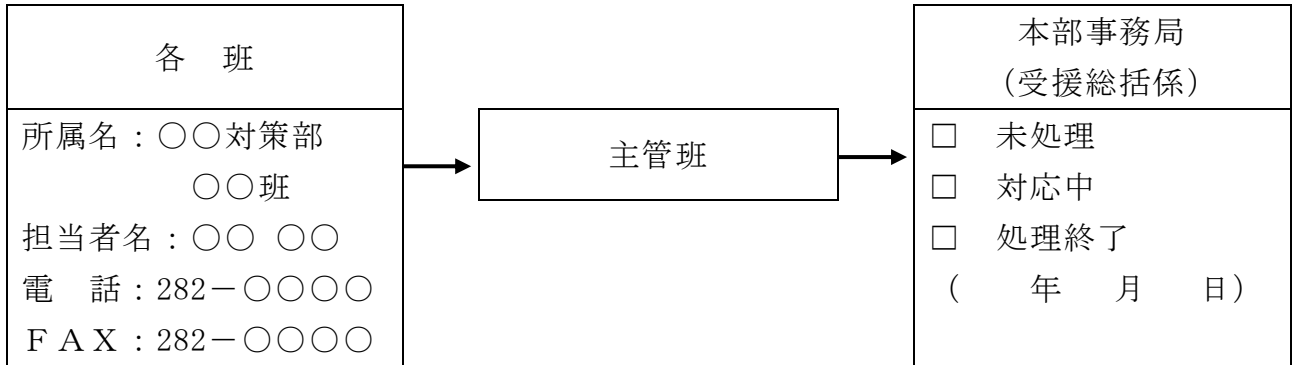 各　班
所属名：○○対策部
○○班
担当者名：○○ ○○
電　話：282－○○○○
ＦＡＸ：282－○○○○
主管班
本部事務局
（受援総括係）
□　未処理
□　対応中
□　処理終了
（　　年　月　　日）